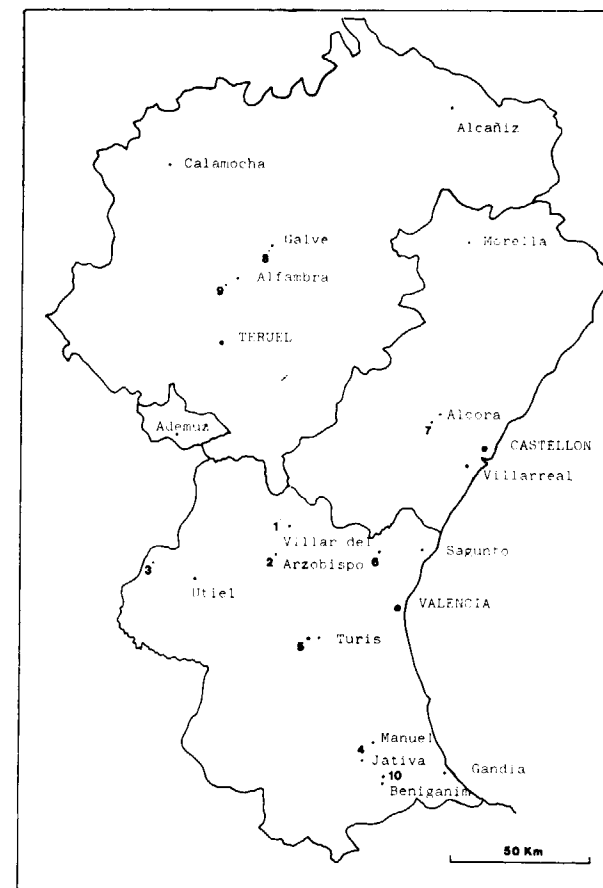 Alcañiz
Calamocha
Galve
Morella
8
Alfambra
9
TERUEL
Ademuz
Alcora
7
CASTELLON
Villarreal
1
Villar del
Sagunto
2
Arzobispo
6
3
Utiel
VALENCIA
5
Turis
Manuel
4
Jativa
Gandia
10
Beniganim
50 Km